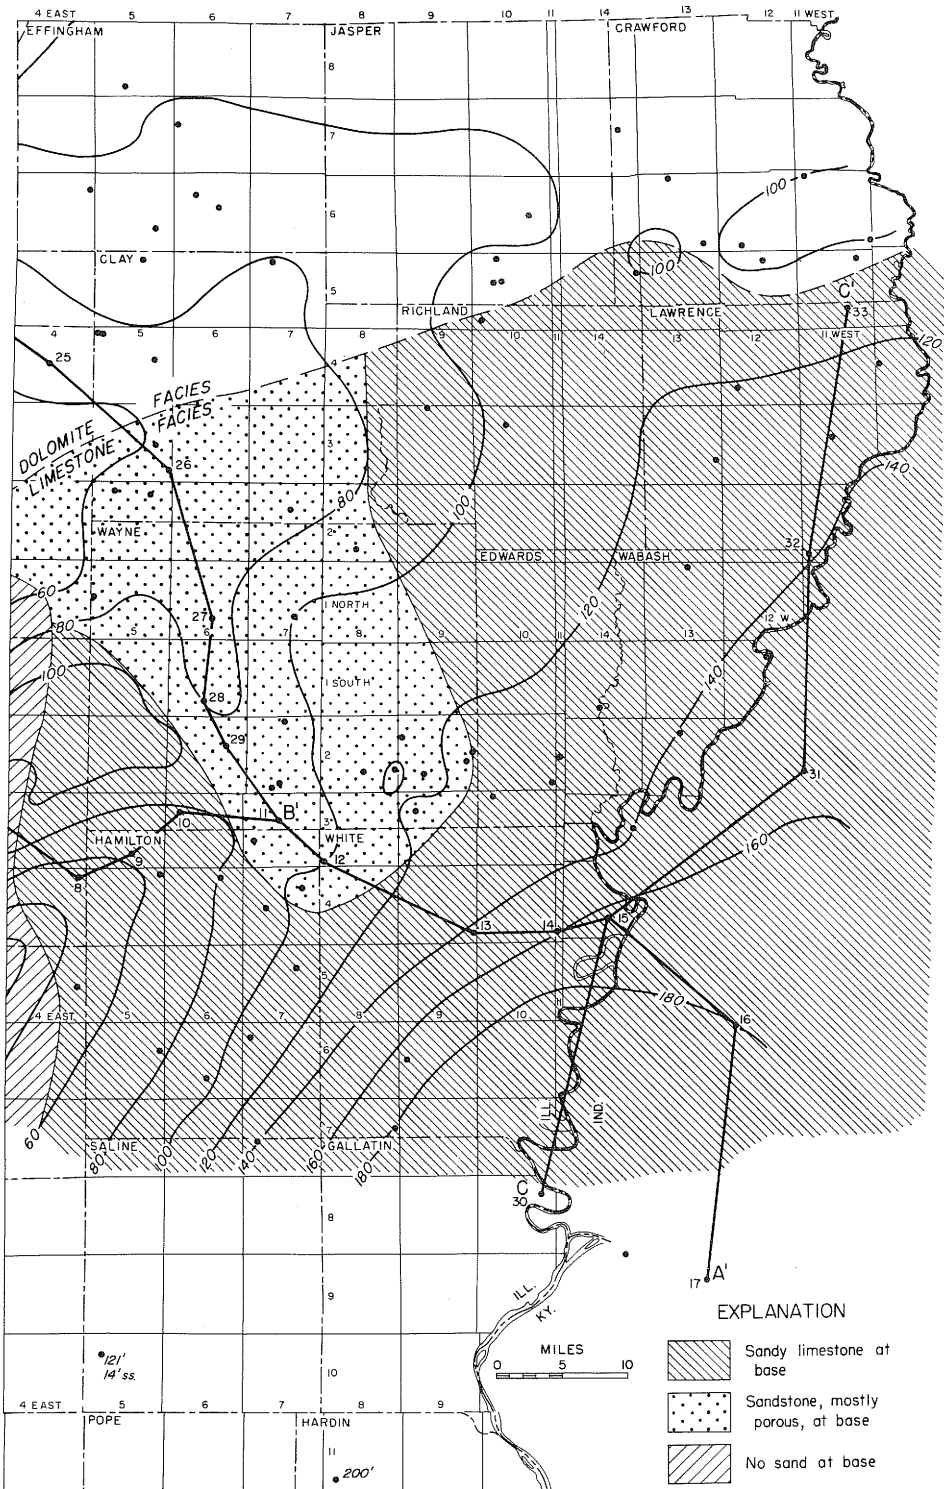 4 EAST 5 6 7 8 9 10 11 14 13 12 11 WEST
EFFINGHAM JASPER CRAWFORD
8
7
100
6
CLAY
100
5
C'
33
RICHLAND LAWRENCE
4 5 6 7 8 9 10 11 14 13 12 11 WEST
120
25
4
FACIES
FACIES
DOLOMITE
LIMESTONE
3
26
140
80
100
WAYNE
2
EDWARDS WABASH
32
60
120
1 NORTH
27
12 W.
80
5 6 7 8 9 10 11 14 13
100
1 SOUTH
140
28
29
2
31
B'
10
11
3
HAMILTON WHITE
160
12
9
8
4
13 14 15
5
180
4 EAST 5 6 7 8 9 10 11
16
6
ILL.
IND.
7
60
SALINE GALLATIN
80 100 120 140 160 180
C
30
8
17 A'
ILL.
KY.
9
EXPLANATION
MILES
0 5 10
Sandy limestone at
base
121'
14' ss.
10
Sandstone, mostly
porous, at base
4 EAST 5 6 7 8 9
POPE HARDIN
11
No sand at base
200'